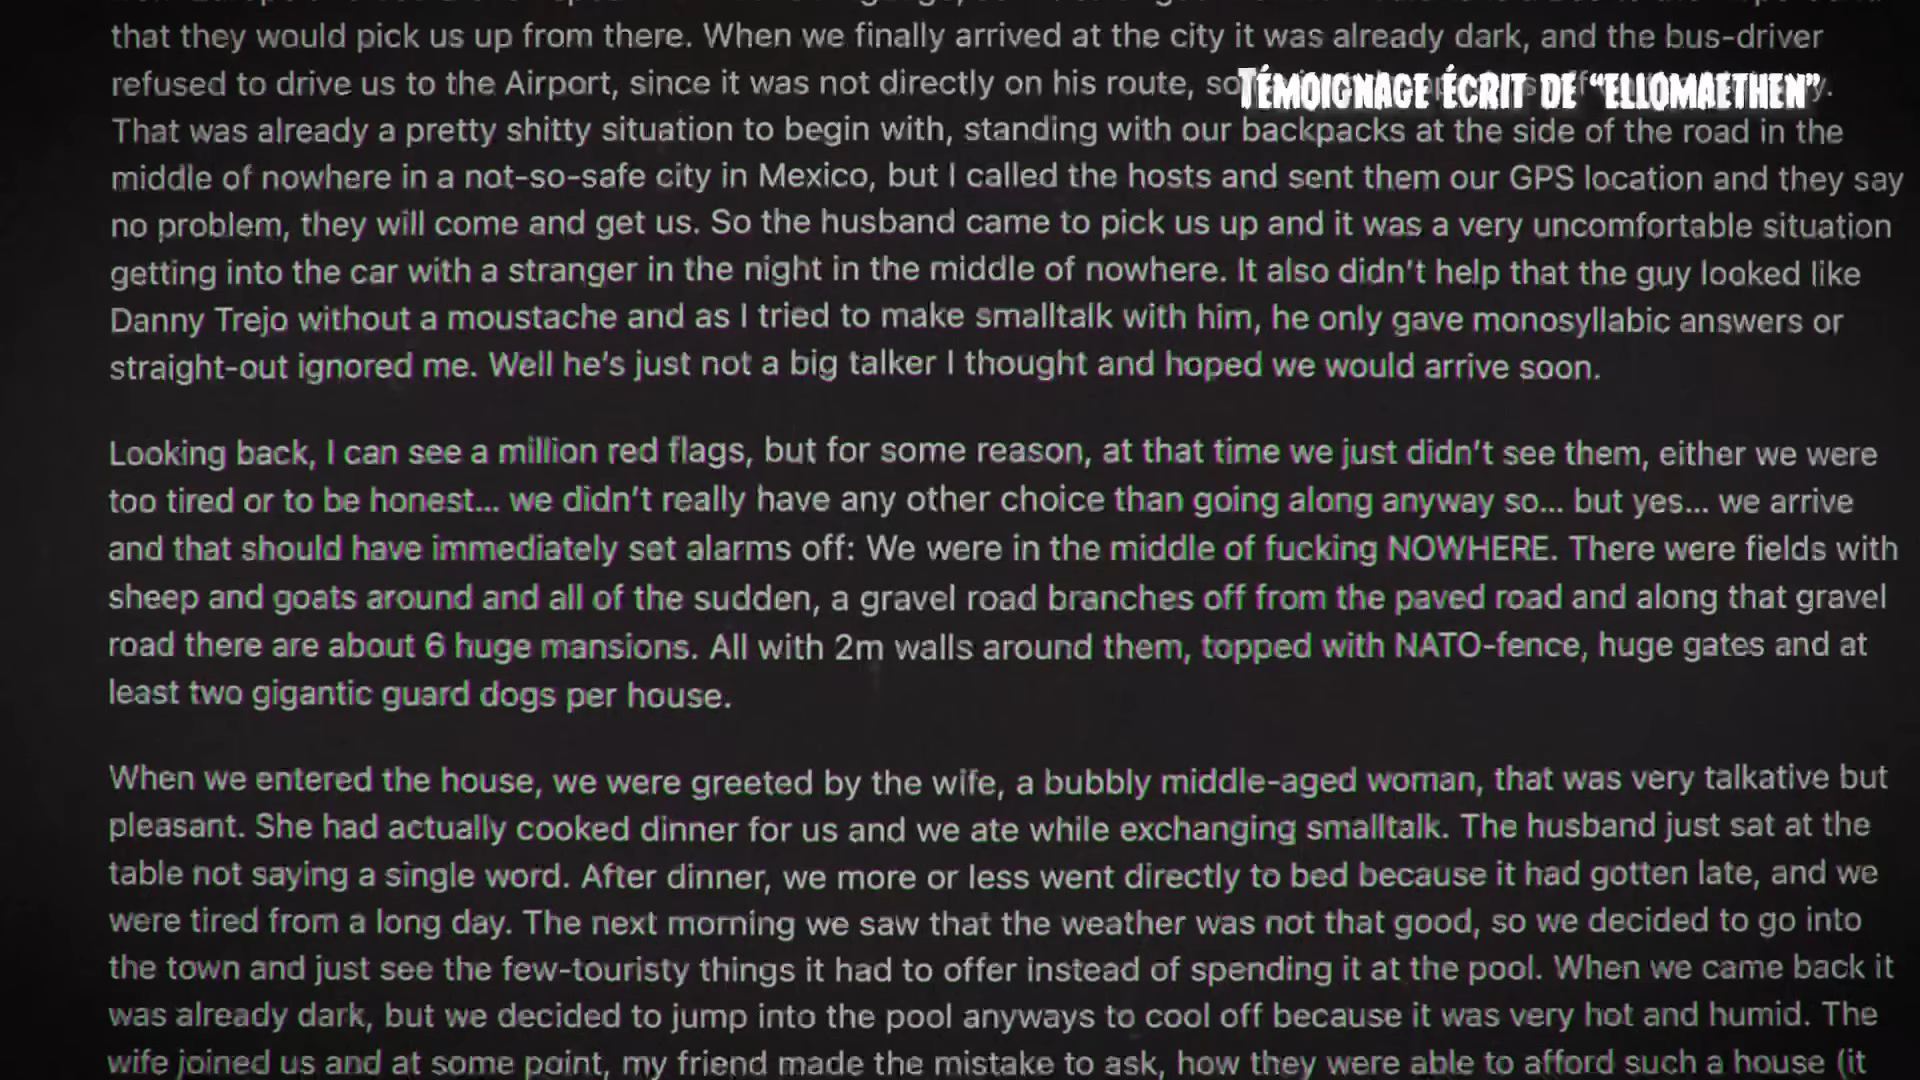 that they would pick us up from there. When we finally arrived at the city it was already dark, and the bus-driver
refused to drive us to the Airport, since it was not directly on his route, so
TÉMOIGNAGE ÉCRIT DE “ELLOMAETHEN”
That was already a pretty shitty situation to begin with, standing with our backpacks at the side of the road in the
middle of nowhere in a not-so-safe city in Mexico, but I called the hosts and sent them our GPS location and they say
no problem, they will come and get us. So the husband came to pick us up and it was a very uncomfortable situation
getting into the car with a stranger in the night in the middle of nowhere. It also didn't help that the guy looked like
Danny Trejo without a moustache and as I tried to make smalltalk with him, he only gave monosyllabic answers or
straight-out ignored me. Well he's just not a big talker I thought and hoped we would arrive soon.
Looking back, I can see a million red flags, but for some reason, at that time we just didn't see them, either we were
too tired or to be honest... we didn't really have any other choice than going along anyway so... but yes... we arrive
and that should have immediately set alarms off: We were in the middle of fucking NOWHERE. There were fields with
sheep and goats around and all of the sudden, a gravel road branches off from the paved road and along that gravel
road there are about 6 huge mansions. All with 2m walls around them, topped with NATO-fence, huge gates and at
least two gigantic guard dogs per house.
When we entered the house, we were greeted by the wife, a bubbly middle-aged woman, that was very talkative but
pleasant. She had actually cooked dinner for us and we ate while exchanging smalltalk. The husband just sat at the
table not saying a single word. After dinner, we more or less went directly to bed because it had gotten late, and we
were tired from a long day. The next morning we saw that the weather was not that good, so we decided to go into
the town and just see the few-touristy things it had to offer instead of spending it at the pool. When we came back it
was already dark, but we decided to jump into the pool anyways to cool off because it was very hot and humid. The
wife joined us and at some point, my friend made the mistake to ask, how they were able to afford such a house (it